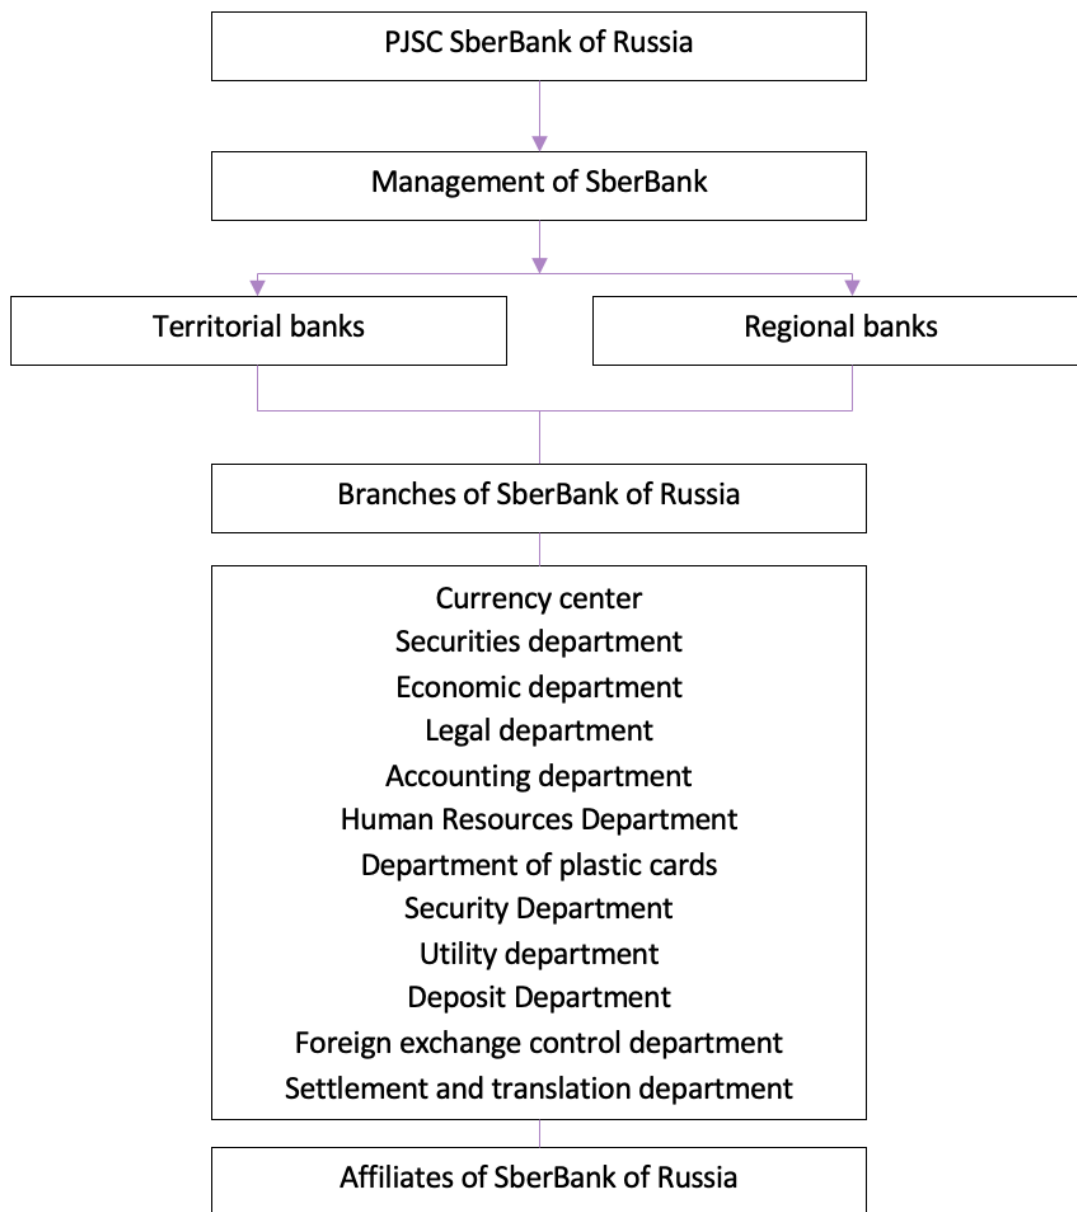 PJSC SberBank of Russia
Management of SberBank
Territorial banks
Regional banks
Branches of SberBank of Russia
Currency center
Securities department
Economic department
Legal department
Accounting department
Human Resources Department
Department of plastic cards
Security Department
Utility department
Deposit Department
Foreign exchange control department
Settlement and translation department
Affiliates of SberBank of Russia